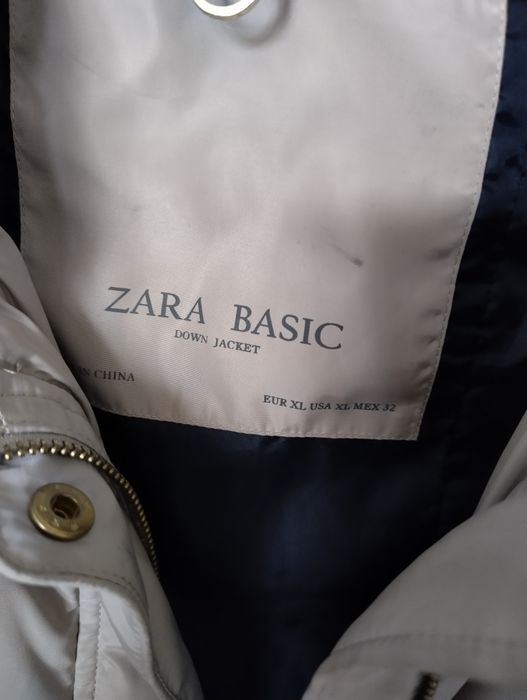 ZARA BASIC
DOWN JACKET
IN CHINA
EUR XL USA XL MEX 32